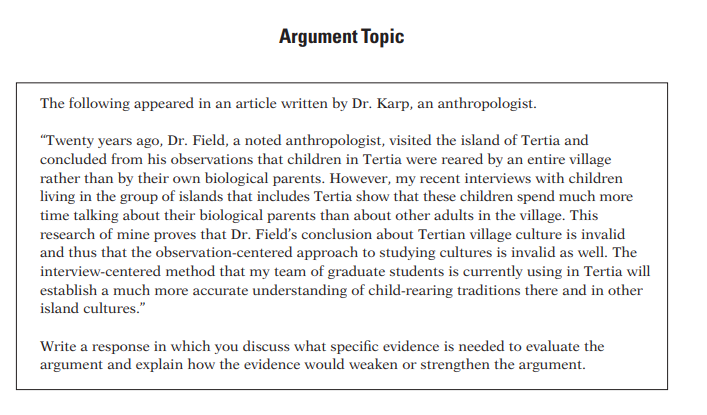 Argument Topic
The following appeared in an article written by Dr. Karp, an anthropologist.
“Twenty years ago, Dr. Field, a noted anthropologist, visited the island of Tertia and
concluded from his observations that children in Tertia were reared by an entire village
rather than by their own biological parents. However, my recent interviews with children
living in the group of islands that includes Tertia show that these children spend much more
time talking about their biological parents than about other adults in the village. This
research of mine proves that Dr. Field’s conclusion about Tertian village culture is invalid
and thus that the observation-centered approach to studying cultures is invalid as well. The
interview-centered method that my team of graduate students is currently using in Tertia will
establish a much more accurate understanding of child-rearing traditions there and in other
island cultures.”
Write a response in which you discuss what specific evidence is needed to evaluate the
argument and explain how the evidence would weaken or strengthen the argument.